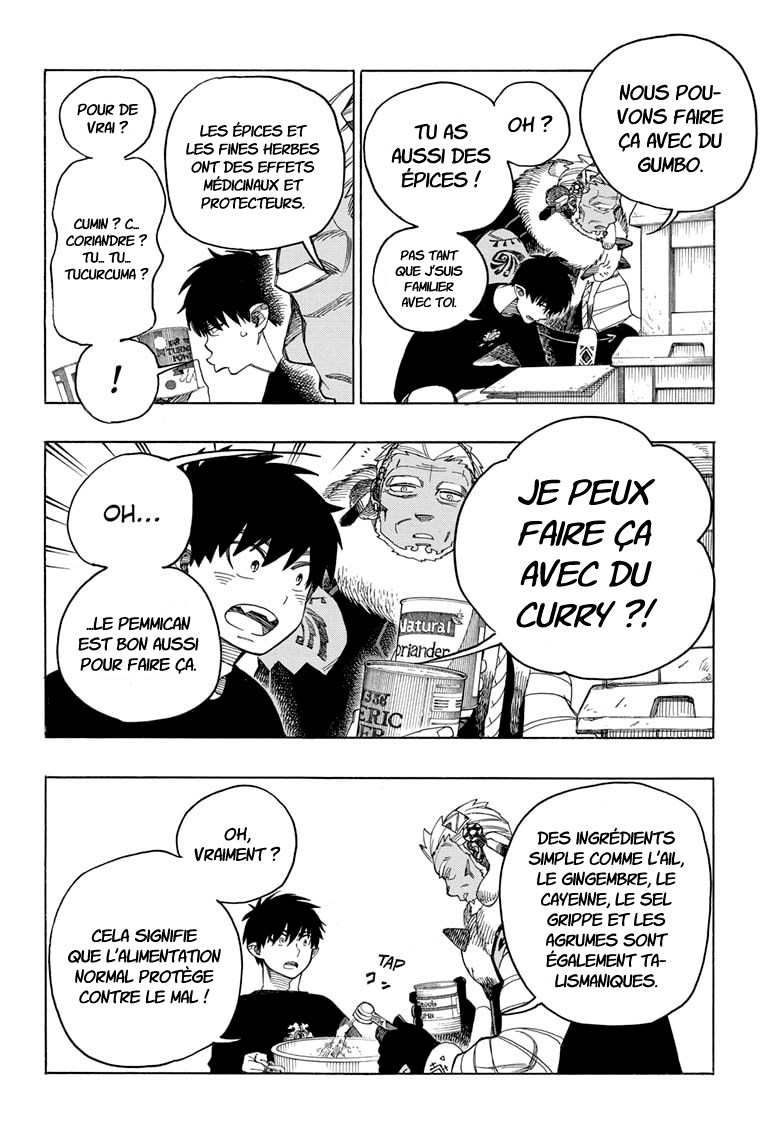 NOUS POU-
VONS FAIRE
ÇA AVEC DU
GUMBO.
OH ?
TU AS
AUSSI DES
ÉPICES !
PAS TANT
QUE J'SUIS
FAMILIER
AVEC TOI.
LES ÉPICES ET
LES FINES HERBES
ONT DES EFFETS
MÉDICINAUX ET
PROTECTEURS.
POUR DE
VRAI ?
CUMIN ? C...
CORIANDRE ?
TU... TU...
TUCURCUMA ?
!
JE PEUX
FAIRE ÇA
AVEC DU
CURRY ?!
Natural
oriander
ERIC
OH...
...LE PEMMICAN
EST BON AUSSI
POUR FAIRE ÇA.
DES INGRÉDIENTS
SIMPLE COMME L'AIL,
LE GINGEMBRE, LE
CAYENNE, LE SEL
GRIPPE ET LES
AGRUMES SONT
ÉGALEMENT TA-
LISMANIQUES.
OH,
VRAIMENT ?
TAP
CELA SIGNIFIE
QUE L'ALIMENTATION
NORMAL PROTÈGE
CONTRE LE MAL !